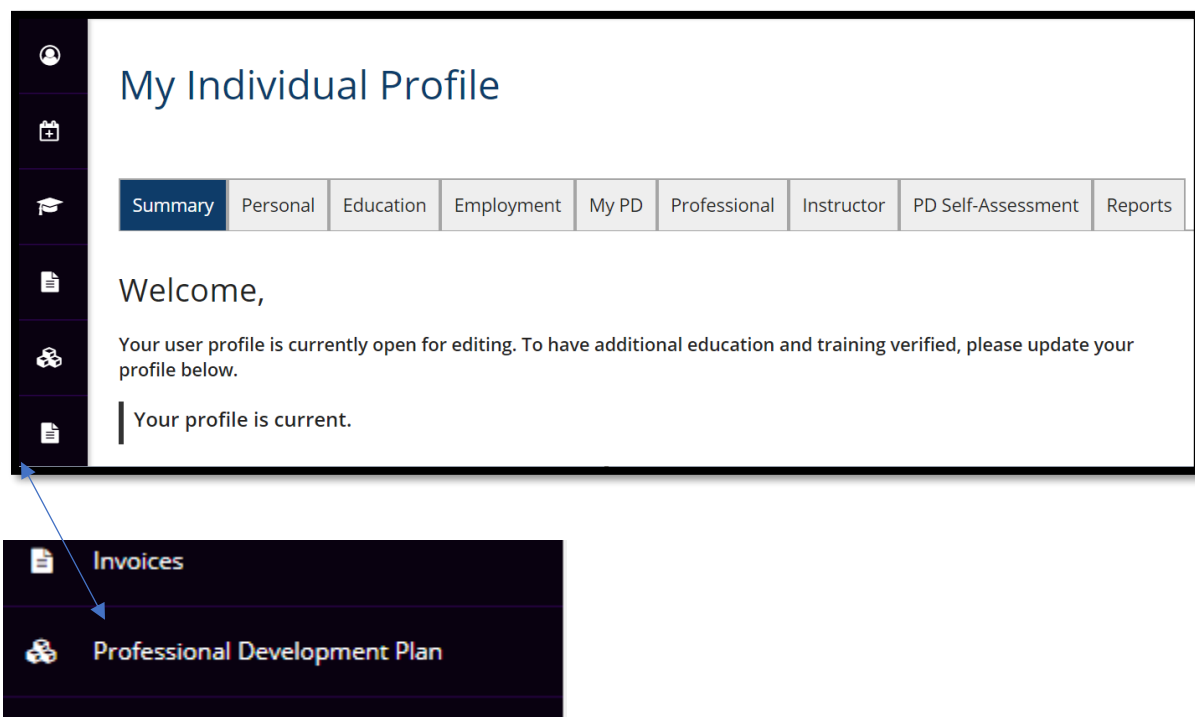 My Individual Profile
Summary Personal Education Employment My PD Professional Instructor PD Self-Assessment Reports
Welcome,
Your user profile is currently open for editing. To have additional education and training verified, please update your
profile below.
Your profile is current.
Invoices
Professional Development Plan